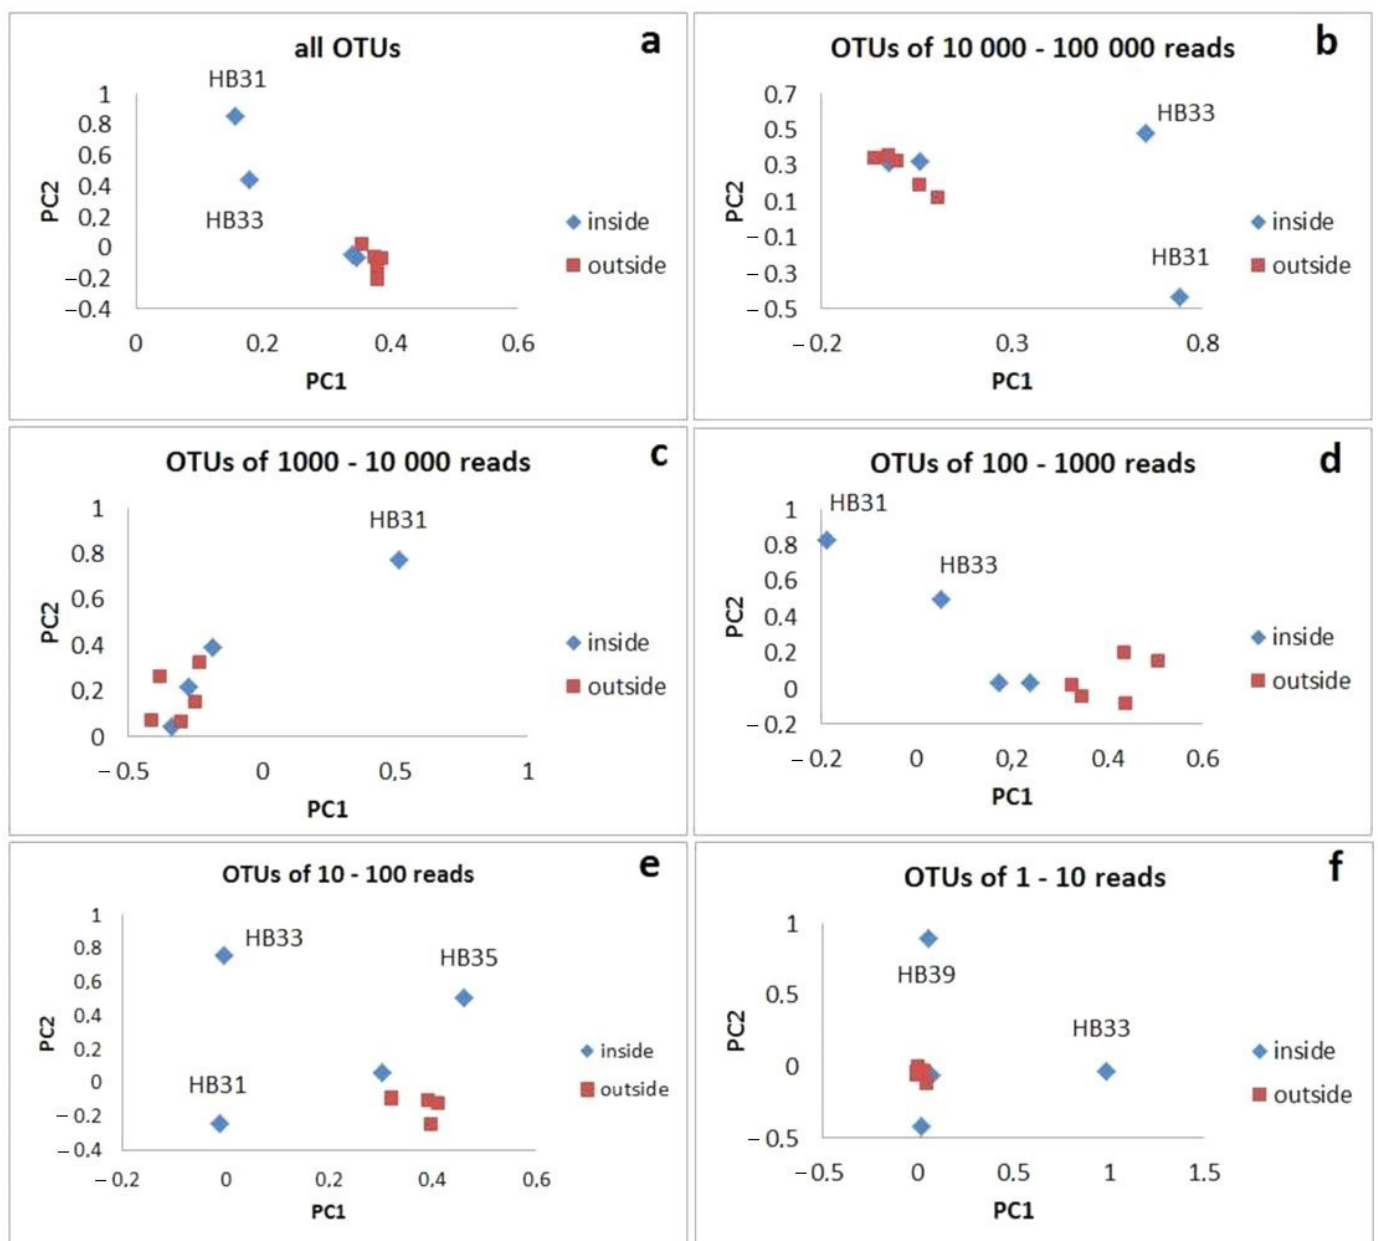 all OTUs
a
HB31
1
0.8
0.6
0.4
0.2
0
−0.2
−0.4
PC2
HB33
inside
outside
0
0,2
0,4
0,6
PC1
OTUs of 10 000 - 100 000 reads
b
0.7
0.5
0.3
0.1
−0.1
−0.3
−0.5
PC2
HB33
HB31
inside
outside
−0.2
0.3
0.8
PC1
OTUs of 1000 - 10 000 reads
c
1
0.8
0.6
0.4
0.2
0
PC2
HB31
inside
outside
−0.5
0
0,5
1
PC1
OTUs of 100 - 1000 reads
d
HB31
1
0.8
0.6
0.4
0.2
0
−0.2
PC2
HB33
inside
outside
−0.2
0
0,2
0.4
0.6
PC1
OTUs of 10 - 100 reads
e
1
0.8
0.6
0.4
0.2
0
−0.2
−0.4
PC2
HB33
HB35
HB31
inside
outside
−0,2
0
0,2
0,4
0,6
PC1
OTUs of 1 - 10 reads
f
1
0.5
0
−0.5
PC2
HB39
HB33
inside
outside
−0.5
0
0.5
1
1.5
PC1